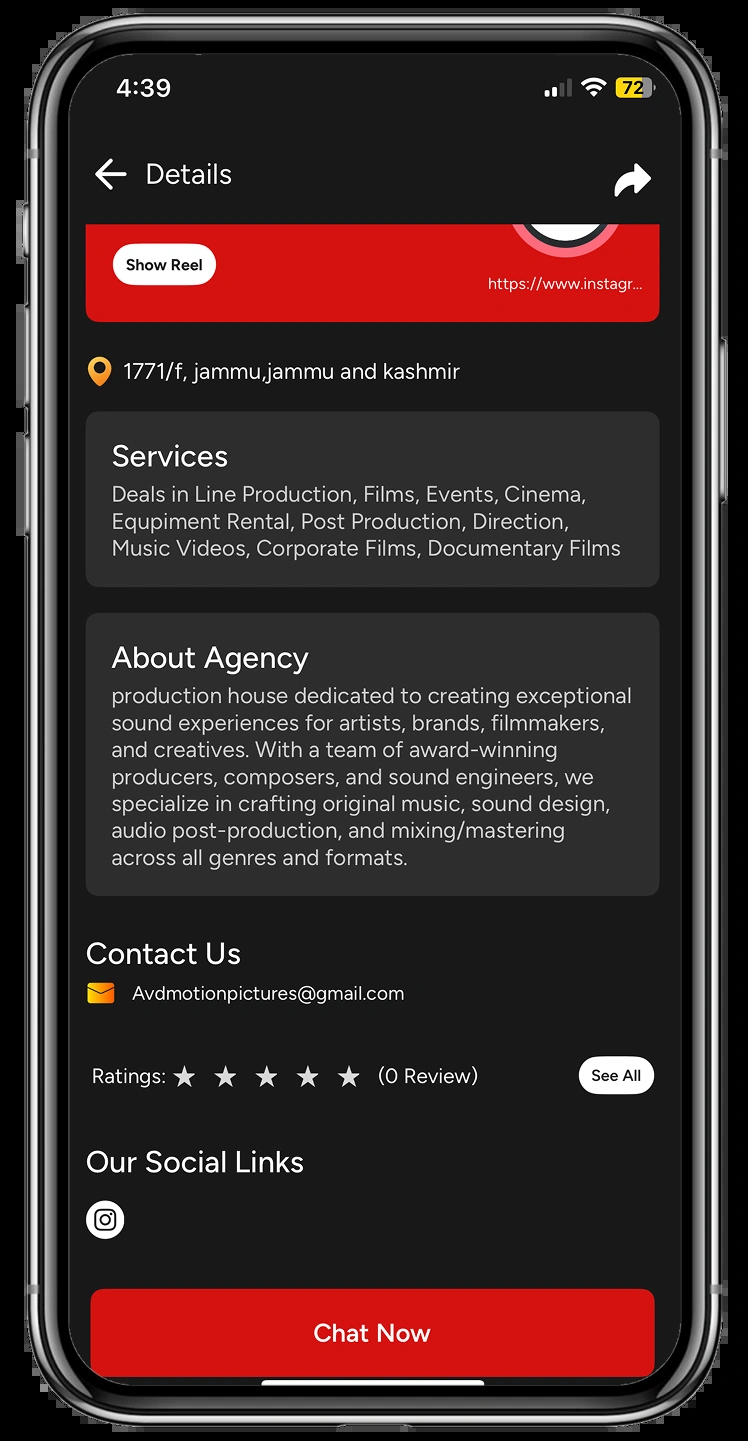 4:39
72
Details
Show Reel
https://www.instagr...
1771/f, jammu,jammu and kashmir
Services
Deals in Line Production, Films, Events, Cinema,
Equpiment Rental, Post Production, Direction,
Music Videos, Corporate Films, Documentary Films
About Agency
production house dedicated to creating exceptional
sound experiences for artists, brands, filmmakers,
and creatives. With a team of award-winning
producers, composers, and sound engineers, we
specialize in crafting original music, sound design,
audio post-production, and mixing/mastering
across all genres and formats.
Contact Us
Avdmotionpictures@gmail.com
Ratings: ★ ★ ★ ★ ★ (0 Review)
See All
Our Social Links
Chat Now